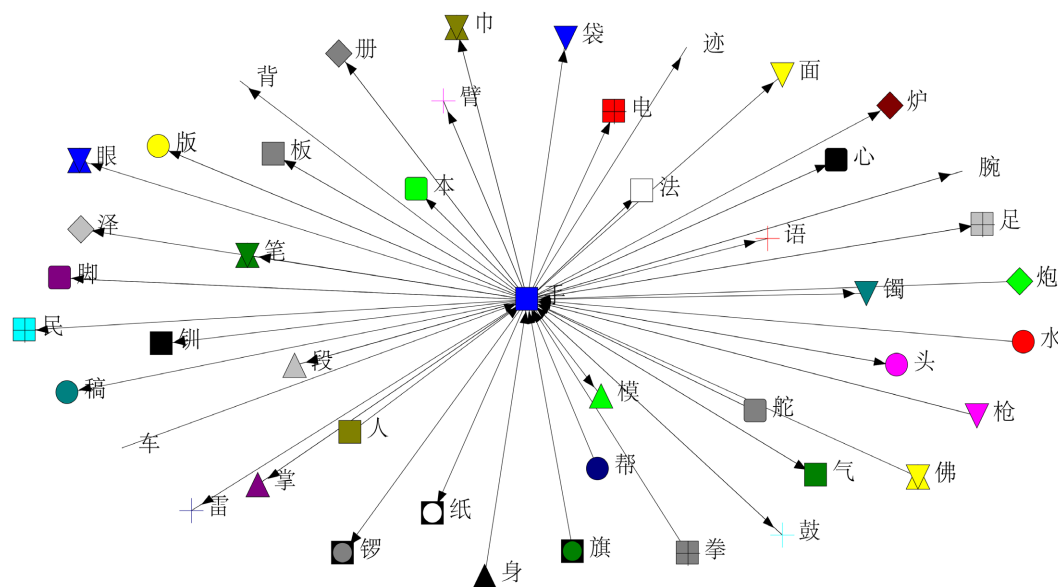 巾
袋
册
迹
背
面
臂
炉
电
版
板
眼
心
腕
本
法
泽
足
语
笔
脚
炮
镯
手
民
钏
水
段
头
稿
模
舵
枪
人
车
帮
掌
气
佛
雷
纸
鼓
锣
旗
拳
身